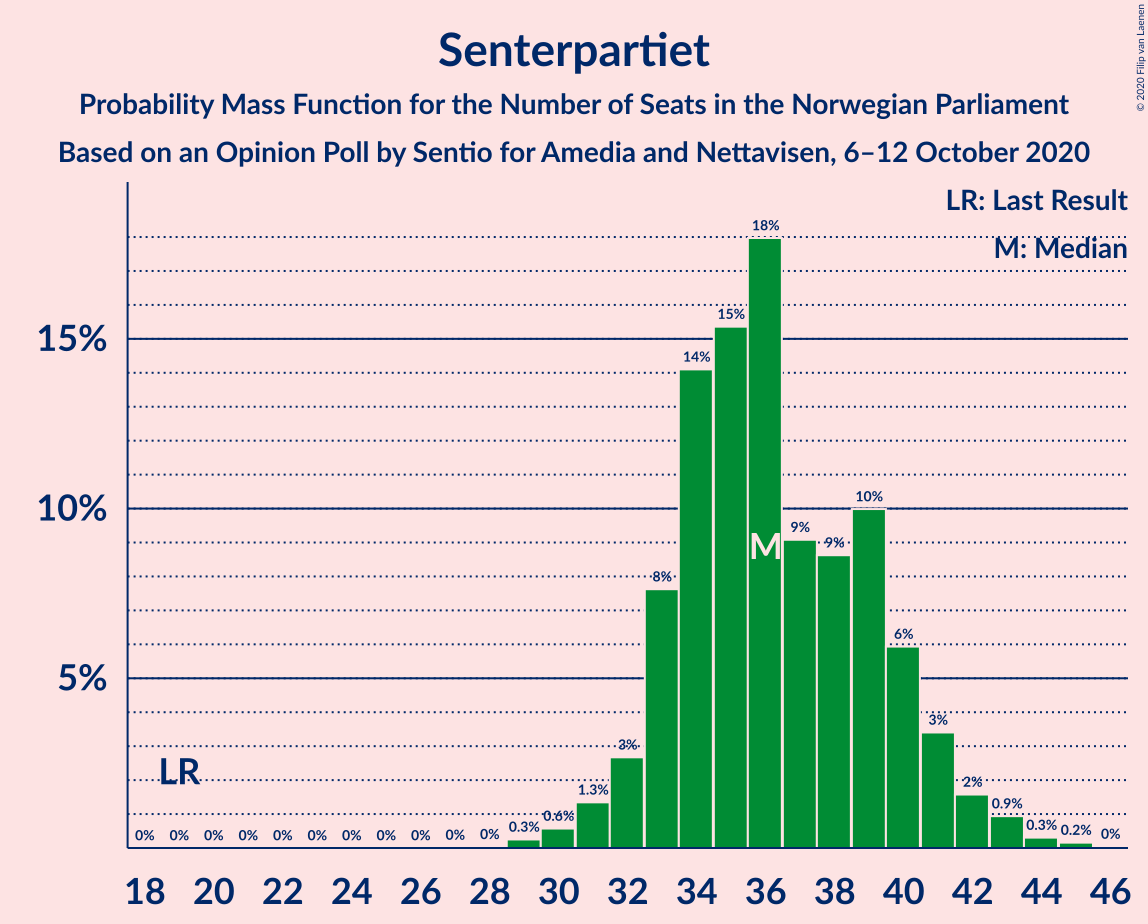 Senterpartiet
Probability Mass Function for the Number of Seats in the Norwegian Parliament
Based on an Opinion Poll by Sentio for Amedia and Nettavisen, 6–12 October 2020
© 2020 Filip van Laenen
LR: Last Result
M: Median
15%
10%
5%
LR
M
0% 0% 0% 0% 0% 0% 0% 0% 0% 0% 0% 0.3% 0.6% 1.3% 3% 8% 14% 15% 18% 9% 9% 10% 6% 3% 2% 0.9% 0.3% 0.2% 0%
18 20 22 24 26 28 30 32 34 36 38 40 42 44 46